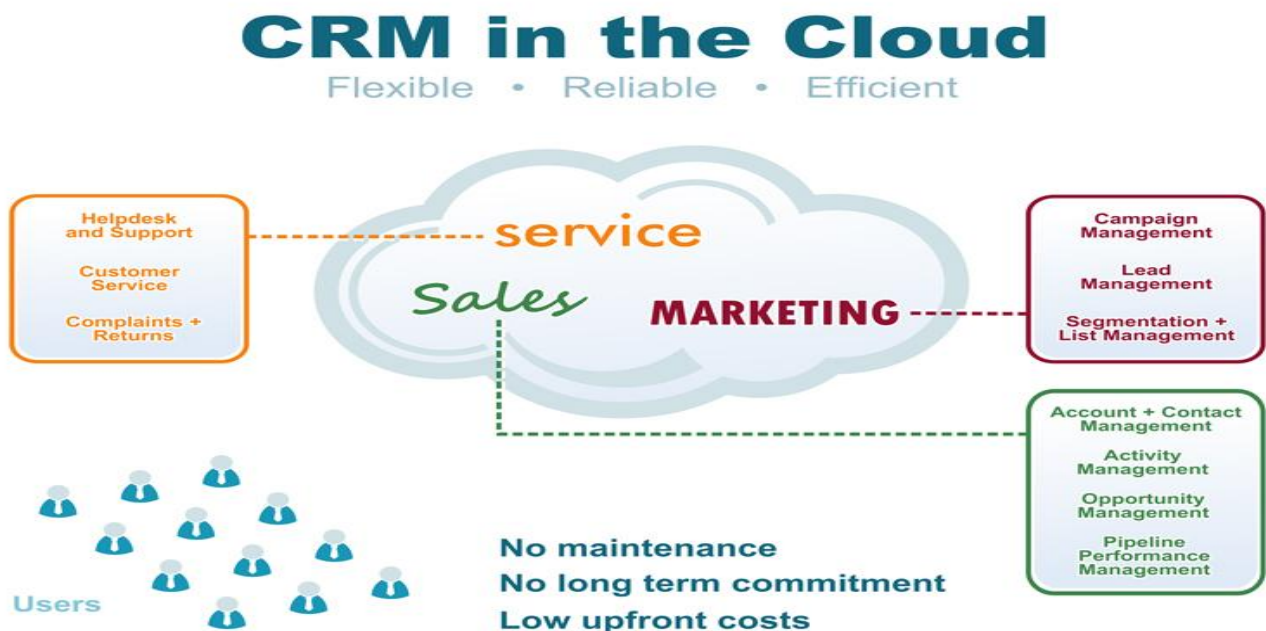 CRM in the Cloud
Flexible • Reliable • Efficient
Helpdesk
and Support
Customer
Service
Complaints +
Returns
service
Sales
MARKETING
Campaign
Management
Lead
Management
Segmentation +
List Management
Account + Contact
Management
Activity
Management
Opportunity
Management
Pipeline
Performance
Management
Users
No maintenance
No long term commitment
Low upfront costs